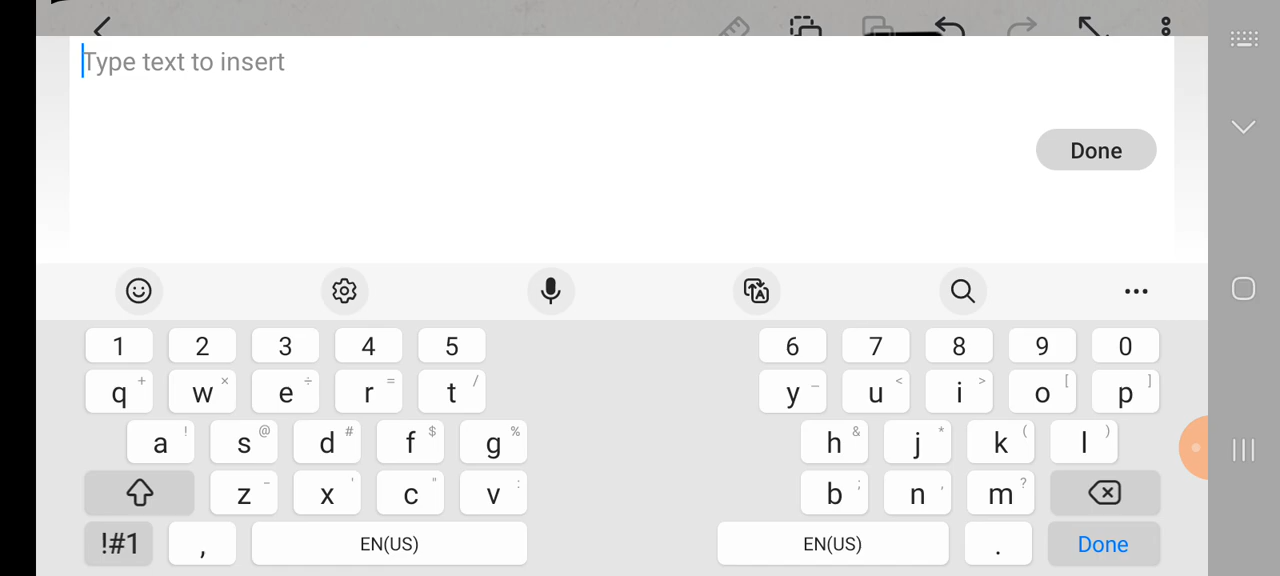 Type text to insert
Done
1 2 3 4 5 6 7 8 9 0
q + w × e ÷ r = t / y _ u < i > o [ p ]
a ! s @ d # f $ g % h & j * k ( l )
z - x ' c " v : b ; n , m ?
!#1 , EN(US) EN(US) . Done